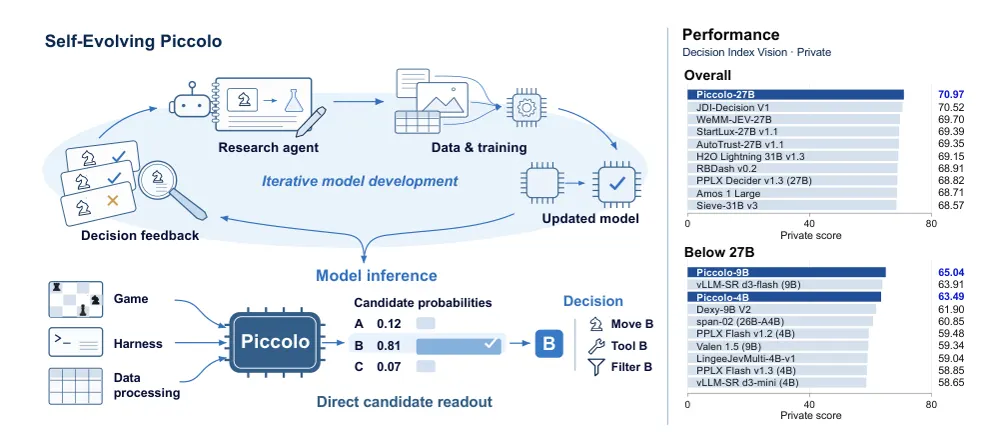 Self-Evolving Piccolo
Research agent
Data & training
Iterative model development
Updated model
Decision feedback
Model inference
Game
Harness
Data
processing
>_
Piccolo
Candidate probabilities
A 0.12
B 0.81
C 0.07
B
Decision
Move B
Tool B
Filter B
Direct candidate readout
Performance
Decision Index Vision · Private
Overall
Piccolo-27B 70.97
JDI-Decision V1 70.52
WeMM-JEV-27B 69.70
StartLux-27B v1.1 69.39
AutoTrust-27B v1.1 69.35
H2O Lightning 31B v1.3 69.15
RBDash v0.2 68.91
PPLX Decider v1.3 (27B) 68.82
Amos 1 Large 68.71
Sieve-31B v3 68.57
0 40 80
Private score
Below 27B
Piccolo-9B 65.04
vLLM-SR d3-flash (9B) 63.91
Piccolo-4B 63.49
Dexy-9B V2 61.90
span-02 (26B-A4B) 60.85
PPLX Flash v1.2 (4B) 59.48
Valen 1.5 (9B) 59.34
LingeeJevMulti-4B-v1 59.04
PPLX Flash v1.3 (4B) 58.85
vLLM-SR d3-mini (4B) 58.65
0 40 80
Private score